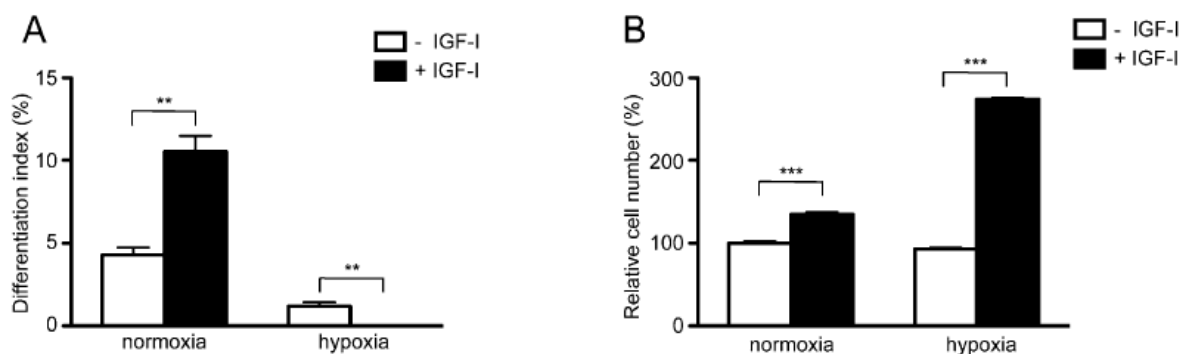 A
- IGF-I
+ IGF-I
Differentiation index (%)
15
10
5
0
**
**
normoxia
hypoxia
B
- IGF-I
+ IGF-I
Relative cell number (%)
300
200
100
0
***
***
normoxia
hypoxia